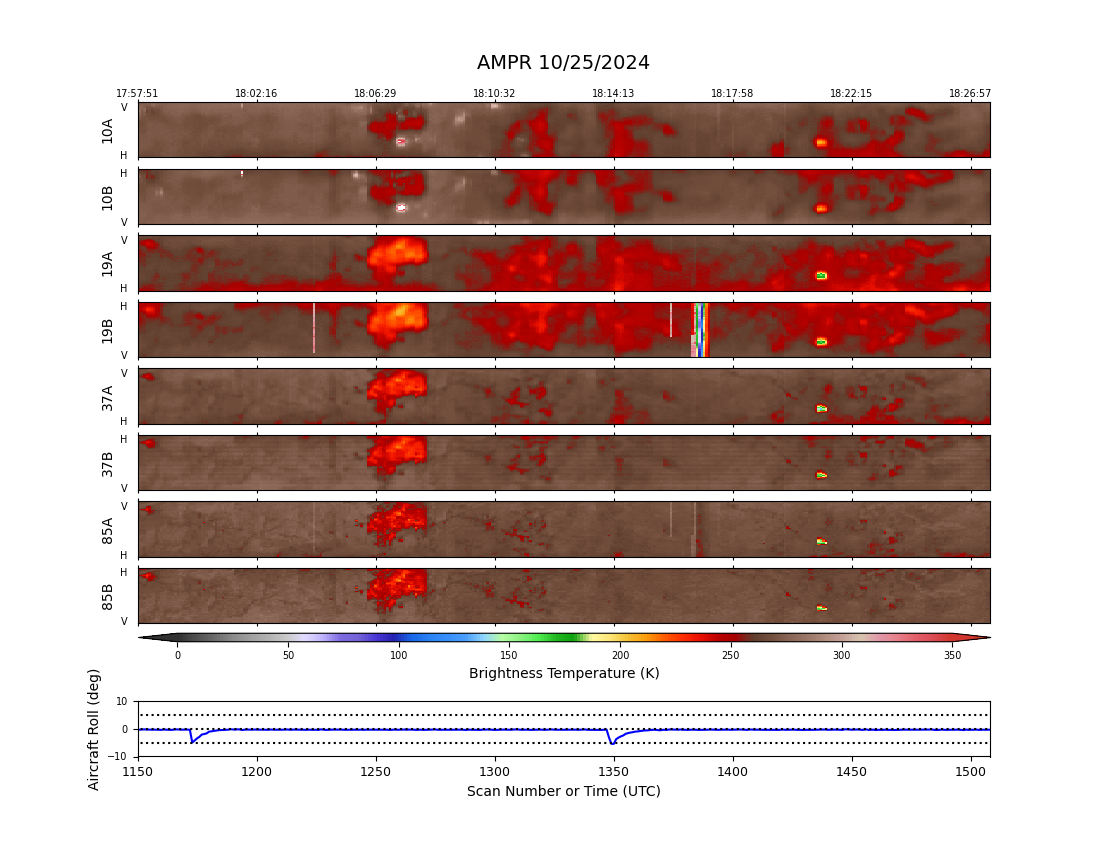 AMPR 10/25/2024
17:57:51 18:02:16 18:06:29 18:10:32 18:14:13 18:17:58 18:22:15 18:26:57
V
10A
H
H
10B
V
V
19A
H
H
19B
V
V
37A
H
H
37B
V
V
85A
H
H
85B
V
0 50 100 150 200 250 300 350
Brightness Temperature (K)
Aircraft Roll (deg)
10
0
−10
1150 1200 1250 1300 1350 1400 1450 1500
Scan Number or Time (UTC)